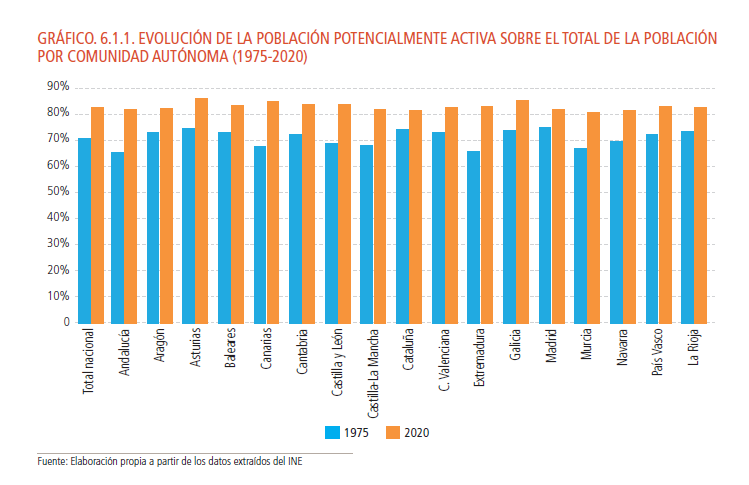 GRÁFICO. 6.1.1. EVOLUCIÓN DE LA POBLACIÓN POTENCIALMENTE ACTIVA SOBRE EL TOTAL DE LA POBLACIÓN
POR COMUNIDAD AUTÓNOMA (1975-2020)
90%
80%
70%
60%
50%
40%
30%
20%
10%
0
Total nacional
Andalucía
Aragón
Asturias
Baleares
Canarias
Cantabria
Castilla y León
Castilla-La Mancha
Cataluña
C. Valenciana
Extremadura
Galicia
Madrid
Murcia
Navarra
País Vasco
La Rioja
1975
2020
Fuente: Elaboración propia a partir de los datos extraídos del INE